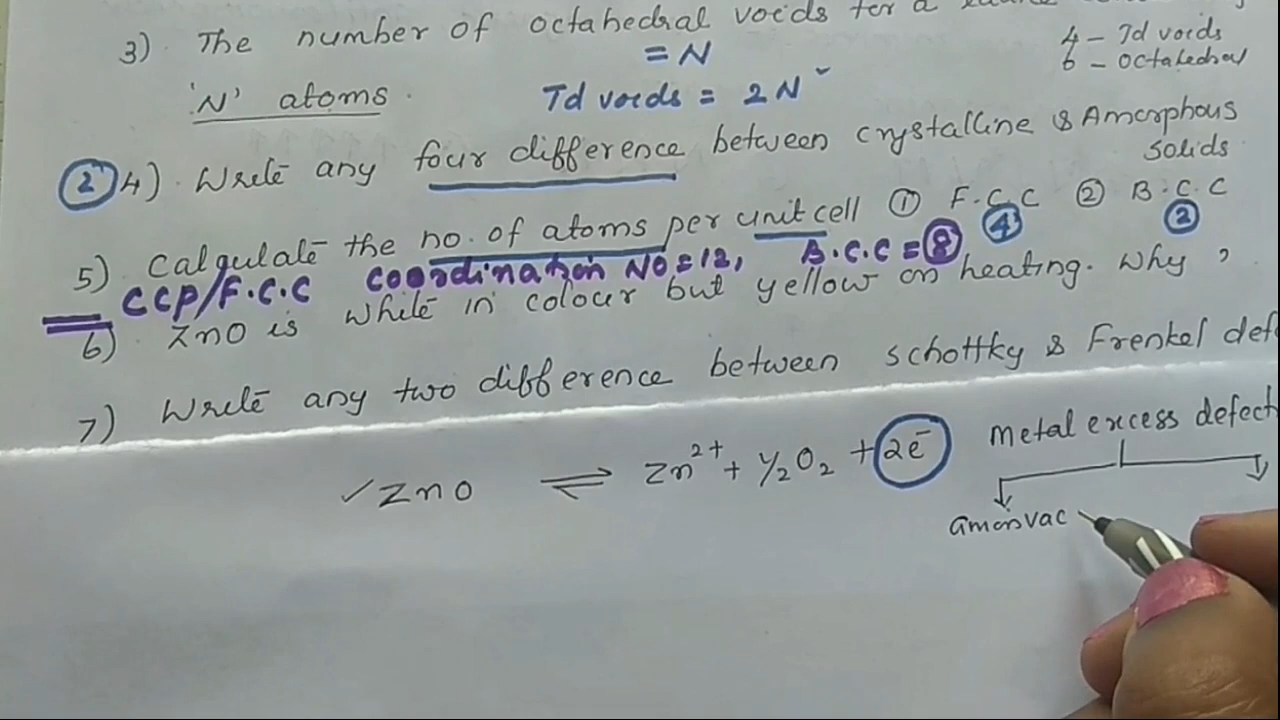 3) The number of octahedral voids for a
= N
4 - Td voids
6 - Octahedral
'N' atoms.
Td voids = 2N
② 4) Write any four difference between crystalline & Amorphous solids.
5) Calculate the no. of atoms per unit cell ① F.C.C ② B.C.C
④ ②
CCP/F.C.C Coordination No = 12, B.C.C = 8
6) ZnO is white in colour but yellow on heating. Why ?
7) Write any two difference between schottky & Frenkel def
✓ZnO ⇌ Zn²⁺ + ½O₂ + 2e⁻
Metal excess defect
anion vac